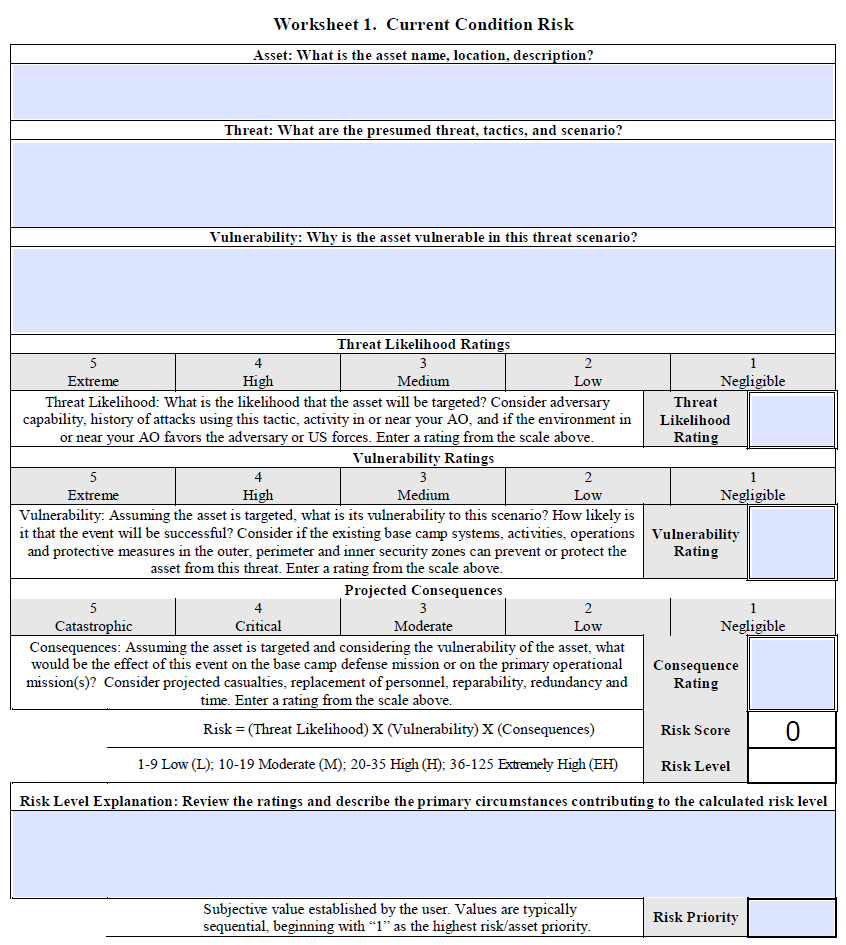 Worksheet 1. Current Condition Risk
Asset: What is the asset name, location, description?
Threat: What are the presumed threat, tactics, and scenario?
Vulnerability: Why is the asset vulnerable in this threat scenario?
Threat Likelihood Ratings
5 4 3 2 1
Extreme High Medium Low Negligible
Threat Likelihood: What is the likelihood that the asset will be targeted? Consider adversary
capability, history of attacks using this tactic, activity in or near your AO, and if the environment in
or near your AO favors the adversary or US forces. Enter a rating from the scale above.
Threat
Likelihood
Rating
Vulnerability Ratings
5 4 3 2 1
Extreme High Medium Low Negligible
Vulnerability: Assuming the asset is targeted, what is its vulnerability to this scenario? How likely is
it that the event will be successful? Consider if the existing base camp systems, activities, operations
and protective measures in the outer, perimeter and inner security zones can prevent or protect the
asset from this threat. Enter a rating from the scale above.
Vulnerability
Rating
Projected Consequences
5 4 3 2 1
Catastrophic Critical Moderate Low Negligible
Consequences: Assuming the asset is targeted and considering the vulnerability of the asset, what
would be the effect of this event on the base camp defense mission or on the primary operational
mission(s)? Consider projected casualties, replacement of personnel, reparability, redundancy and
time. Enter a rating from the scale above.
Consequence
Rating
Risk = (Threat Likelihood) X (Vulnerability) X (Consequences)
Risk Score
0
1-9 Low (L); 10-19 Moderate (M); 20-35 High (H); 36-125 Extremely High (EH)
Risk Level
Risk Level Explanation: Review the ratings and describe the primary circumstances contributing to the calculated risk level
Subjective value established by the user. Values are typically
sequential, beginning with “1” as the highest risk/asset priority.
Risk Priority